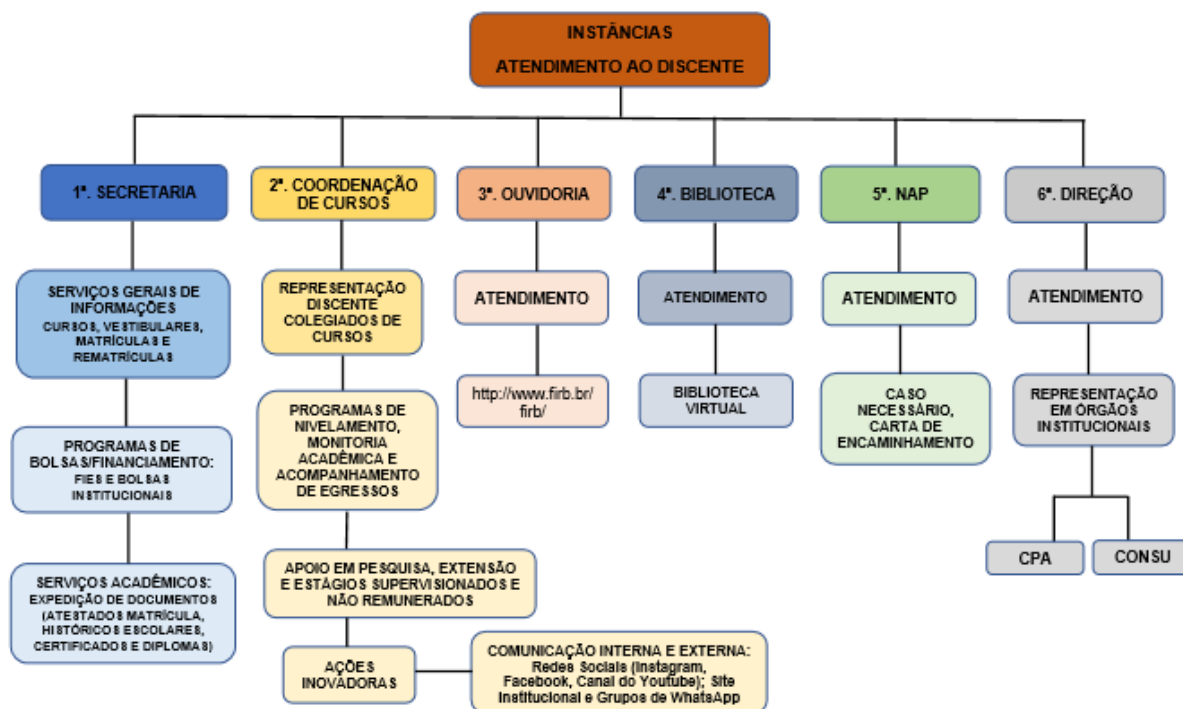 INSTÂNCIAS
ATENDIMENTO AO DISCENTE
1ª. SECRETARIA
2ª. COORDENAÇÃO
DE CURSOS
3ª. OUVIDORIA
4ª. BIBLIOTECA
5ª. NAP
6ª. DIREÇÃO
SERVIÇOS GERAIS DE
INFORMAÇÕES
CURSOS, VESTIBULARES,
MATRÍCULAS E
REMATRÍCULAS
REPRESENTAÇÃO
DISCENTE
COLEGIADOS DE
CURSOS
ATENDIMENTO
ATENDIMENTO
ATENDIMENTO
ATENDIMENTO
PROGRAMAS DE
BOLSAS/FINANCIAMENTO:
FIES E BOLSAS
INSTITUCIONAIS
PROGRAMAS DE
NIVELAMENTO,
MONITORIA
ACADÊMICA E
ACOMPANHAMENTO
DE EGRESSOS
http://www.firb.br/
firb/
BIBLIOTECA
VIRTUAL
CASO
NECESSÁRIO,
CARTA DE
ENCAMINHAMENTO
REPRESENTAÇÃO
EM ÓRGÃOS
INSTITUCIONAIS
CPA
CONSU
SERVIÇOS ACADÊMICOS:
EXPEDIÇÃO DE DOCUMENTOS
(ATESTADOS MATRÍCULA,
HISTÓRICOS ESCOLARES,
CERTIFICADOS E DIPLOMAS)
APOIO EM PESQUISA, EXTENSÃO
E ESTÁGIOS SUPERVISIONADOS E
NÃO REMUNERADOS
AÇÕES
INOVADORAS
COMUNICAÇÃO INTERNA E EXTERNA:
Redes Sociais (Instagram,
Facebook, Canal do Youtube); Site
Institucional e Grupos de WhatsApp